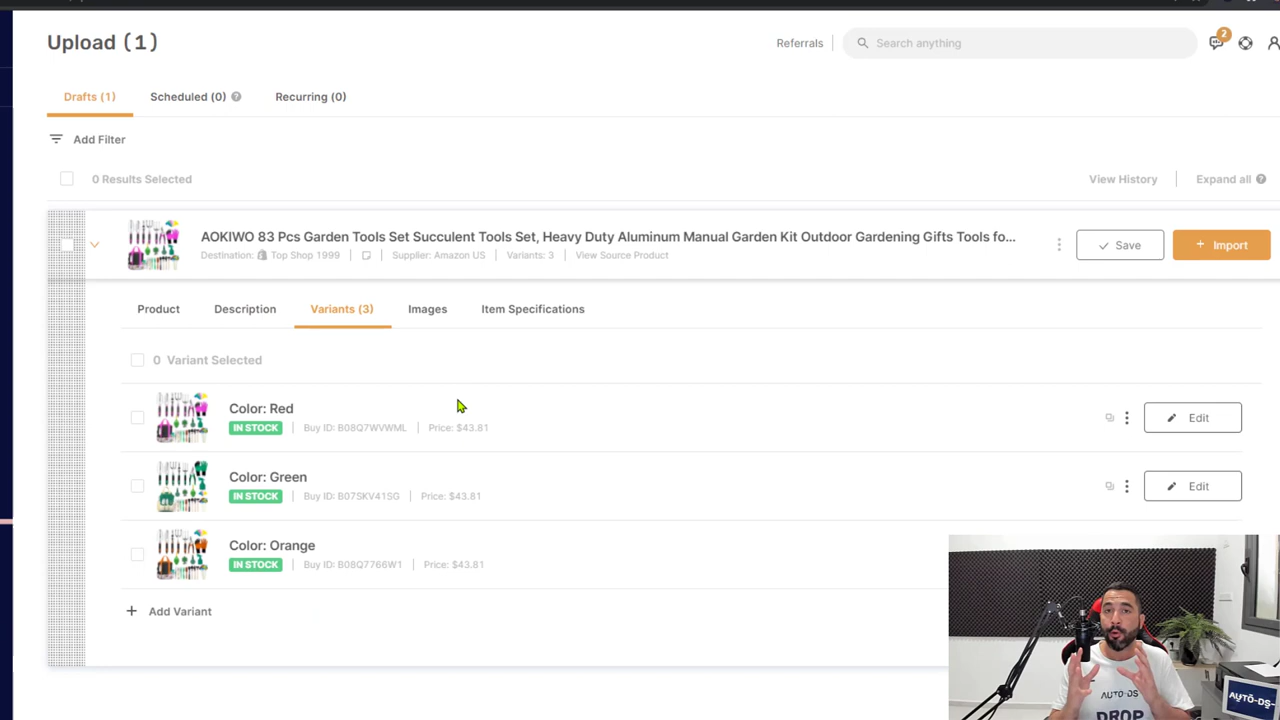 Upload (1)
Referrals
Search anything
2
Drafts (1)
Scheduled (0)
Recurring (0)
Add Filter
0 Results Selected
View History
Expand all
AOKIWO 83 Pcs Garden Tools Set Succulent Tools Set, Heavy Duty Aluminum Manual Garden Kit Outdoor Gardening Gifts Tools fo...
Save
Import
Destination: Top Shop 1999
Supplier: Amazon US
Variants: 3
View Source Product
Product
Description
Variants (3)
Images
Item Specifications
0 Variant Selected
Color: Red
IN STOCK
Buy ID: B08Q7WVWML
Price: $43.81
Edit
Color: Green
IN STOCK
Buy ID: B07SKV41SG
Price: $43.81
Edit
Color: Orange
IN STOCK
Buy ID: B08Q7766W1
Price: $43.81
Add Variant
AUTO-DS
DROP
AUTO-DS